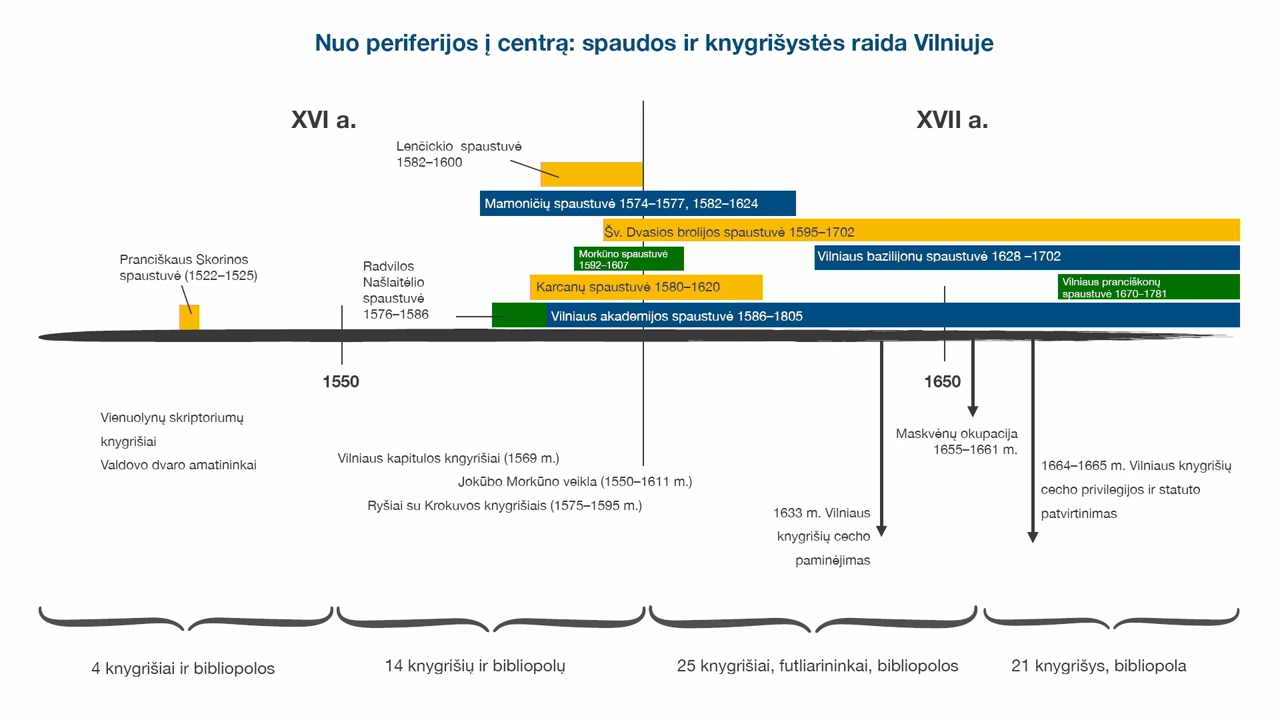 Nuo periferijos į centrą: spaudos ir knygrišystės raida Vilniuje
XVI a.
XVII a.
Lenčickio spaustuvė
1582–1600
Mamoničių spaustuvė 1574–1577, 1582–1624
Šv. Dvasios brolijos spaustuvė 1595–1702
Morkūno spaustuvė
1592–1607
Vilniaus bazilijonų spaustuvė 1628 –1702
Pranciškaus Skorinos
spaustuvė (1522–1525)
Radvilos
Našlaitėlio
spaustuvė
1576–1586
Karcanų spaustuvė 1580–1620
Vilniaus pranciškonų
spaustuvė 1670–1781
Vilniaus akademijos spaustuvė 1586–1805
1550
1650
Vienuolynų skriptoriumų
knygrišiai
Valdovo dvaro amatininkai
Vilniaus kapitulos kngyrišiai (1569 m.)
Jokūbo Morkūno veikla (1550–1611 m.)
Ryšiai su Krokuvos knygrišiais (1575–1595 m.)
Maskvėnų okupacija
1655–1661 m.
1664–1665 m. Vilniaus knygrišių
cecho privilegijos ir statuto
patvirtinimas
1633 m. Vilniaus
knygrišių cecho
paminėjimas
4 knygrišiai ir bibliopolos
14 knygrišių ir bibliopolų
25 knygrišiai, futliarininkai, bibliopolos
21 knygrišys, bibliopola